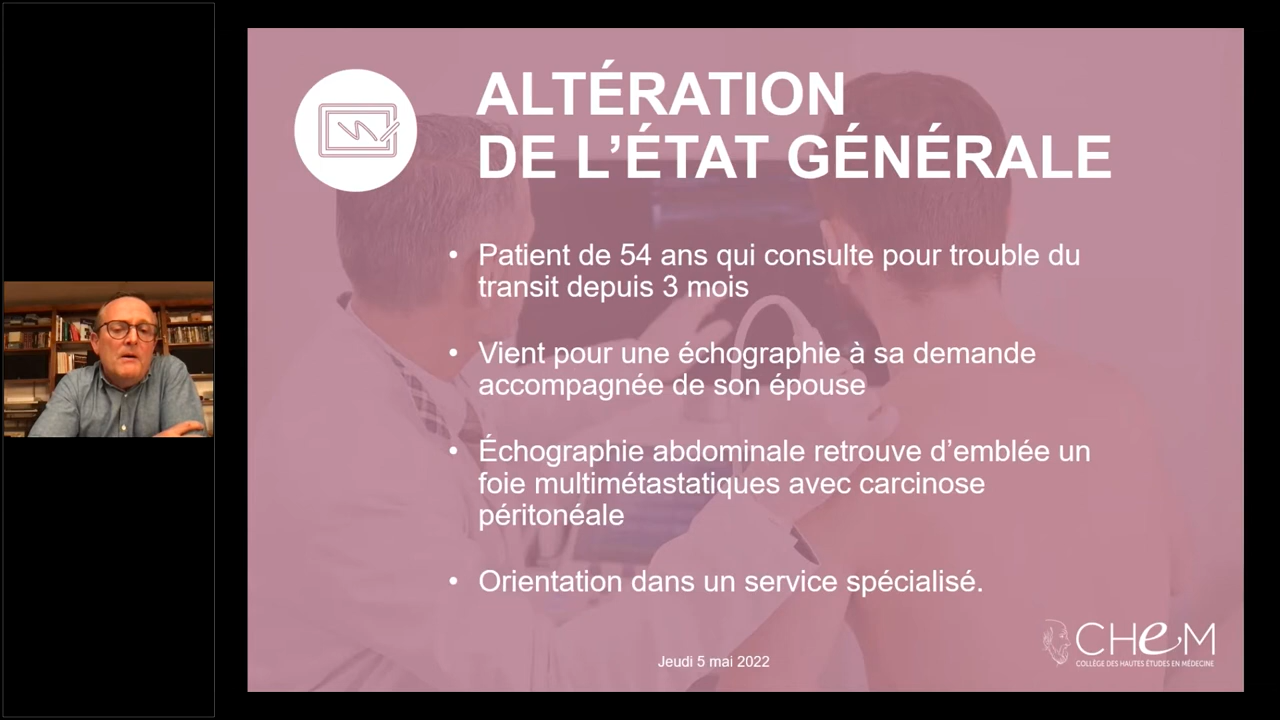 ALTÉRATION
DE L’ÉTAT GÉNÉRALE
• Patient de 54 ans qui consulte pour trouble du
transit depuis 3 mois
• Vient pour une échographie à sa demande
accompagnée de son épouse
• Échographie abdominale retrouve d’emblée un
foie multimétastatiques avec carcinose
péritonéale
• Orientation dans un service spécialisé.
CHeM
COLLÈGE DES HAUTES ÉTUDES EN MÉDECINE
Jeudi 5 mai 2022